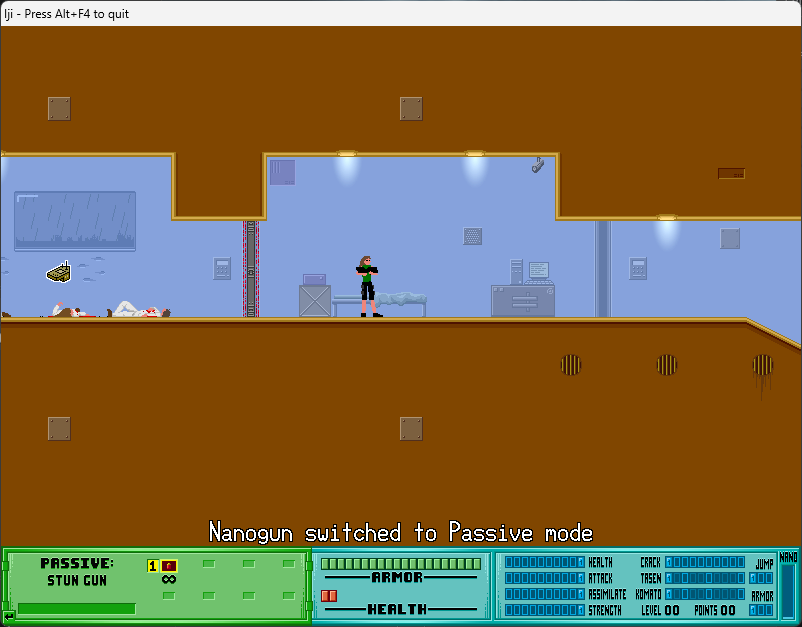 Iji - Press Alt+F4 to quit
Nanogun switched to Passive mode
PASSIVE:
STUN GUN
1
∞
ARMOR
HEALTH
HEALTH CRACK JUMP
ATTACK TASEN
ASSIMILATE KOMATO ARMOR
STRENGTH LEVEL 00 POINTS 00
NANO